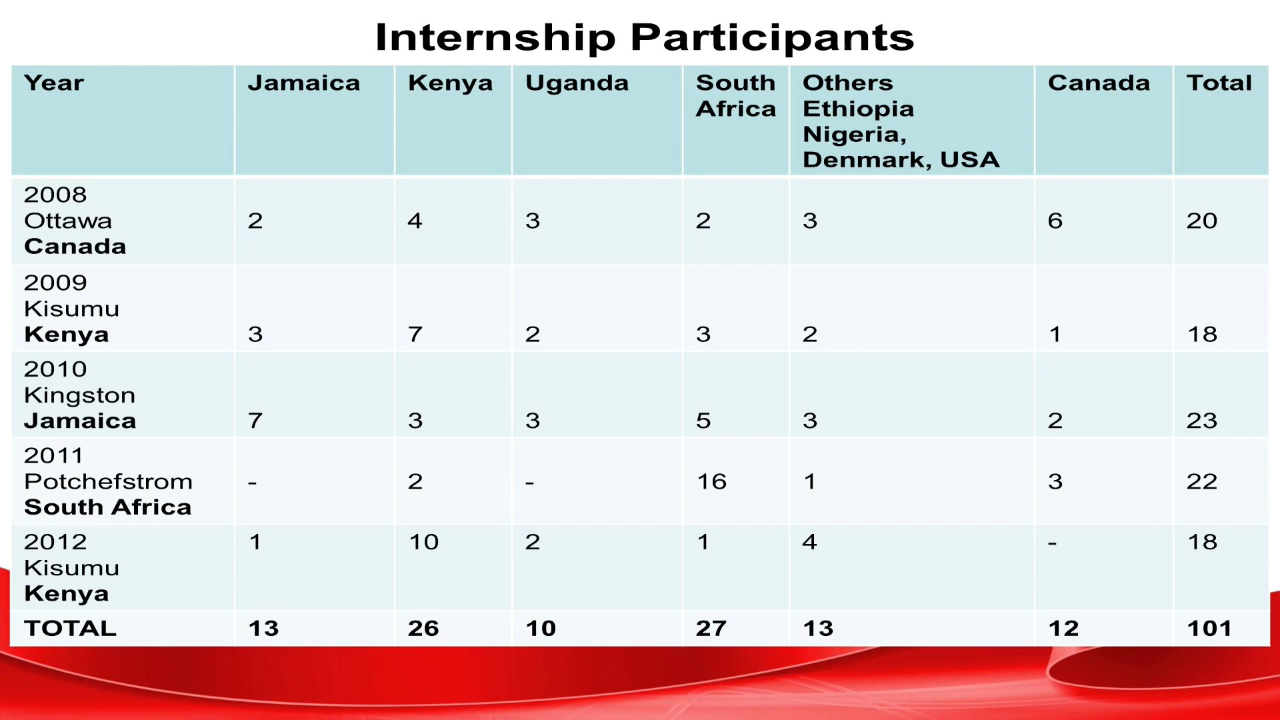 Internship Participants
Year Jamaica Kenya Uganda South Africa Others Ethiopia Nigeria, Denmark, USA Canada Total
2008 Ottawa Canada 2 4 3 2 3 6 20
2009 Kisumu Kenya 3 7 2 3 2 1 18
2010 Kingston Jamaica 7 3 3 5 3 2 23
2011 Potchefstrom South Africa - 2 - 16 1 3 22
2012 Kisumu Kenya 1 10 2 1 4 - 18
TOTAL 13 26 10 27 13 12 101